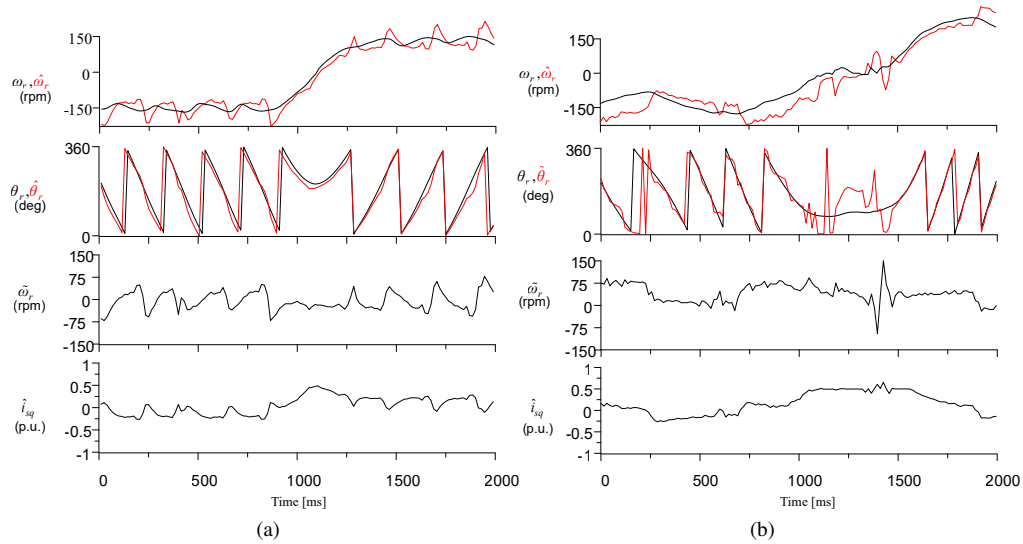 150
0
-150
ω_r, ω̂_r
(rpm)
360
0
θ_r, θ̂_r
(deg)
150
75
0
-75
-150
ω̃_r
(rpm)
1
0.5
0
-0.5
-1
î_sq
(p.u.)
0 500 1000 1500 2000
Time [ms]
(a)
150
0
-150
ω_r, ω̂_r
(rpm)
360
0
θ_r, θ̂_r
(deg)
150
75
0
-75
-150
ω̃_r
(rpm)
1
0.5
0
-0.5
-1
î_sq
(p.u.)
0 500 1000 1500 2000
Time [ms]
(b)